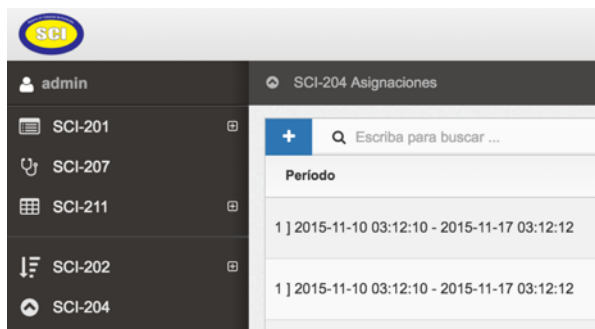 SCI
admin
SCI-204 Asignaciones
SCI-201
SCI-207
SCI-211
SCI-202
SCI-204
Escriba para buscar ...
Período
1 ] 2015-11-10 03:12:10 - 2015-11-17 03:12:12
1 ] 2015-11-10 03:12:10 - 2015-11-17 03:12:12